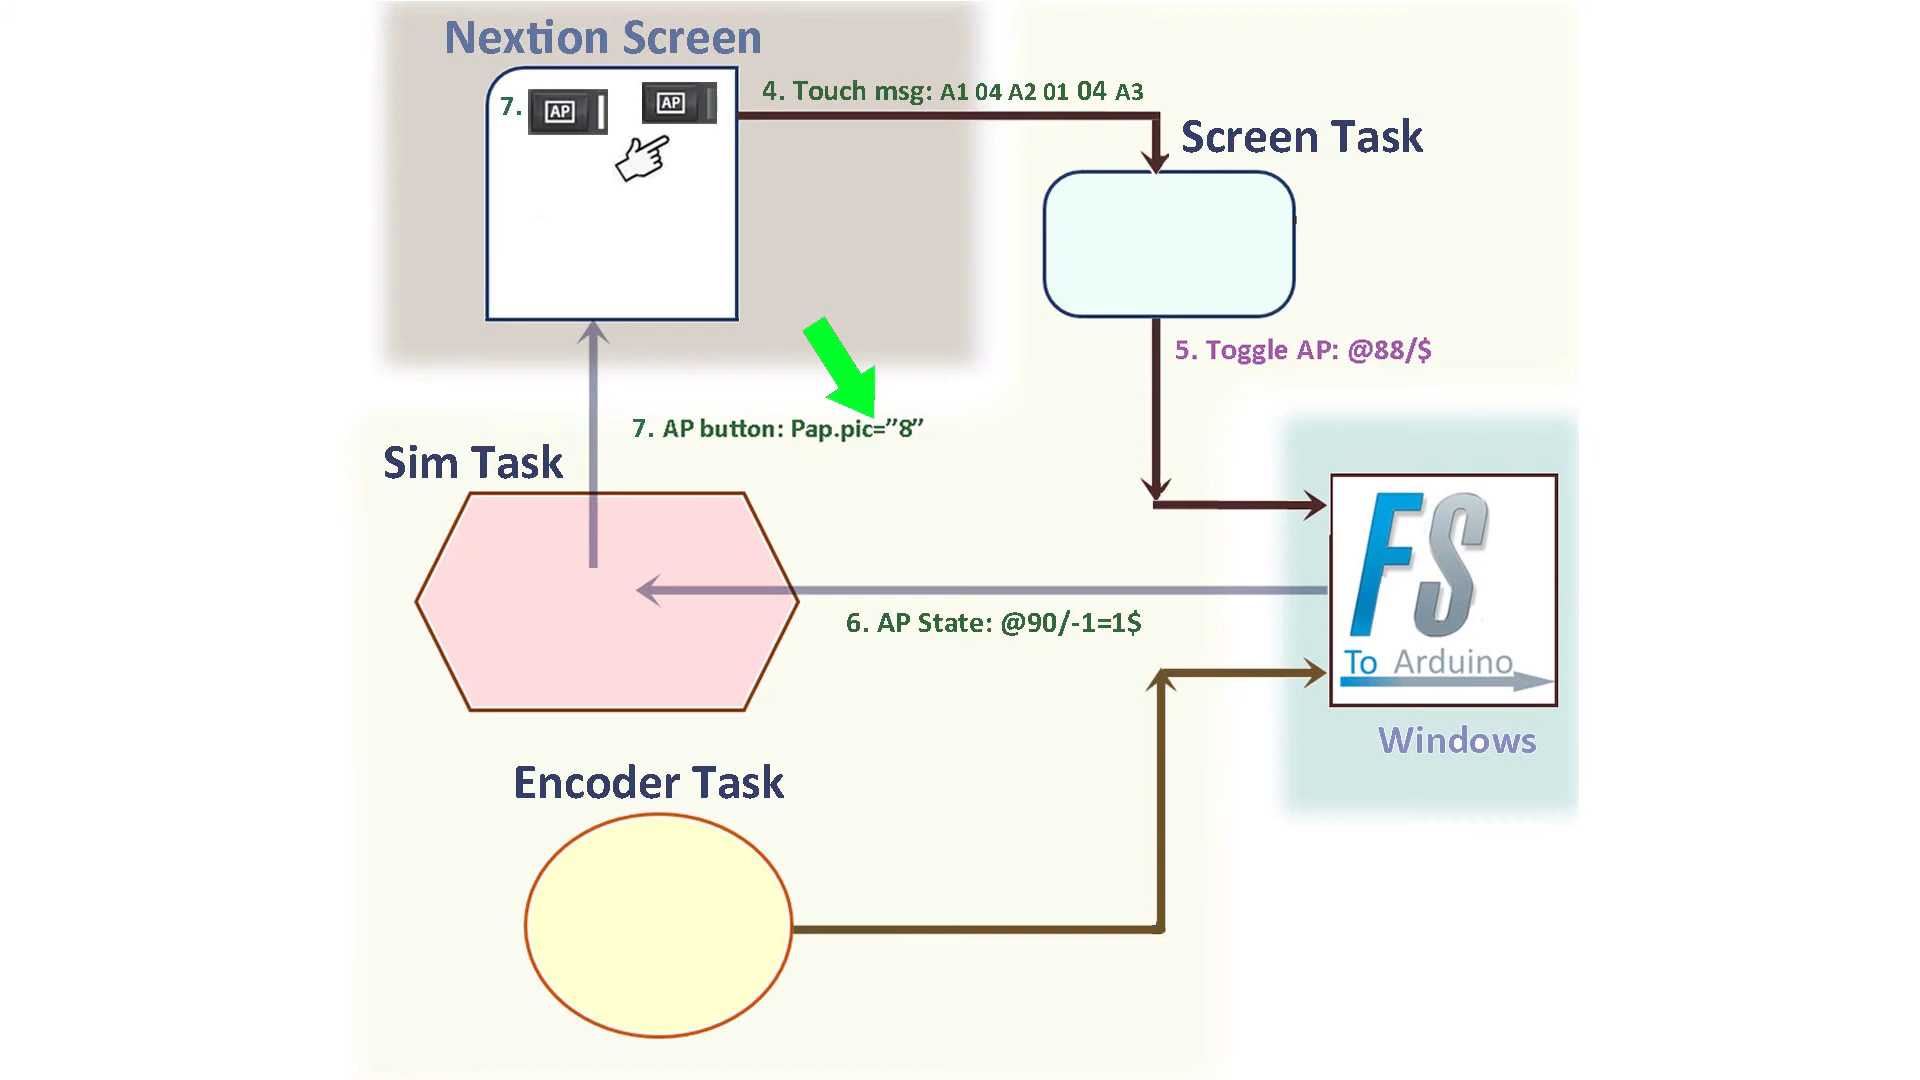 Nextion Screen
7. AP AP
4. Touch msg: A1 04 A2 01 04 A3
Screen Task
5. Toggle AP: @88/$
7. AP button: Pap.pic=”8”
Sim Task
FS
To Arduino
6. AP State: @90/-1=1$
Windows
Encoder Task